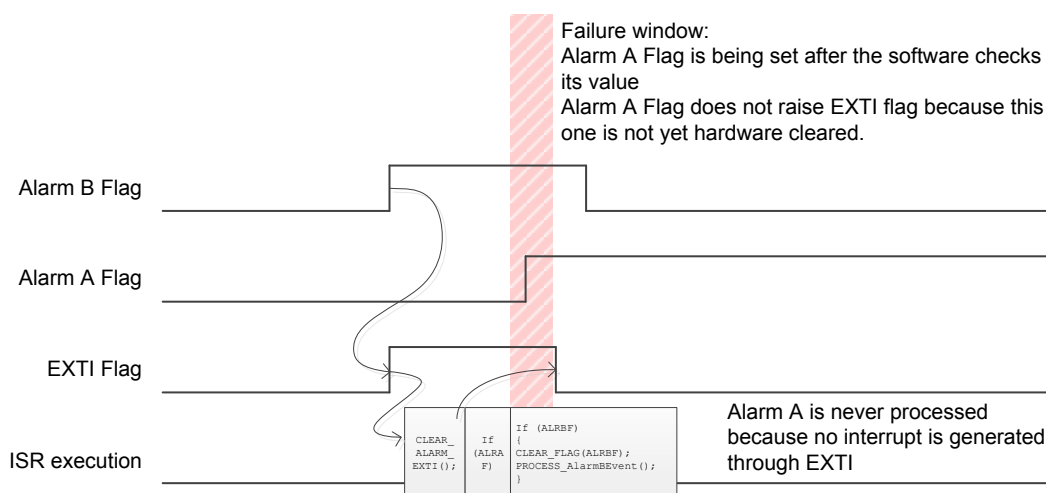 Failure window:
Alarm A Flag is being set after the software checks
its value
Alarm A Flag does not raise EXTI flag because this
one is not yet hardware cleared.
Alarm B Flag
Alarm A Flag
EXTI Flag
ISR execution
CLEAR_
ALARM_
EXTI();
If
(ALRA
F)
If (ALRBF)
{
CLEAR_FLAG(ALRBF);
PROCESS_AlarmBEvent();
}
Alarm A is never processed
because no interrupt is generated
through EXTI